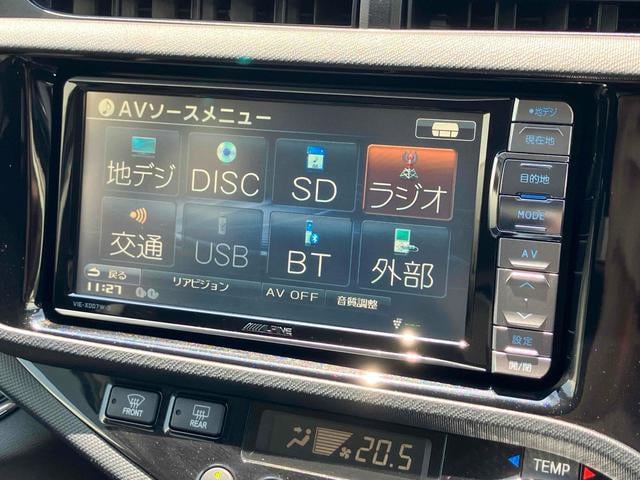 AVソースメニュー
地デジ DISC SD ラジオ
交通 USB BT 外部
戻る リアビジョン AV OFF 音質調整
11:27
VIE-X007W
ALPINE
地デジ
現在地
目的地
MODE
AV
設定
開/閉
FRONT REAR
20.5
TEMP